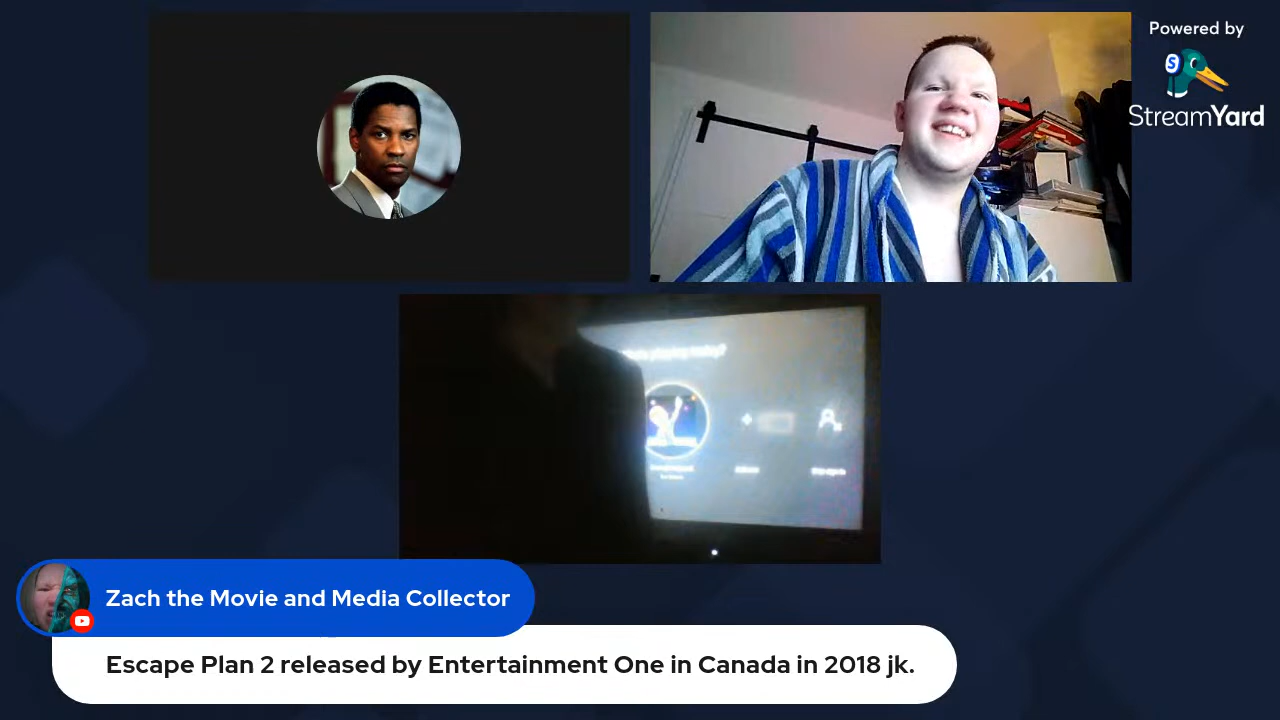 Powered by
StreamYard
Zach the Movie and Media Collector
Escape Plan 2 released by Entertainment One in Canada in 2018 jk.